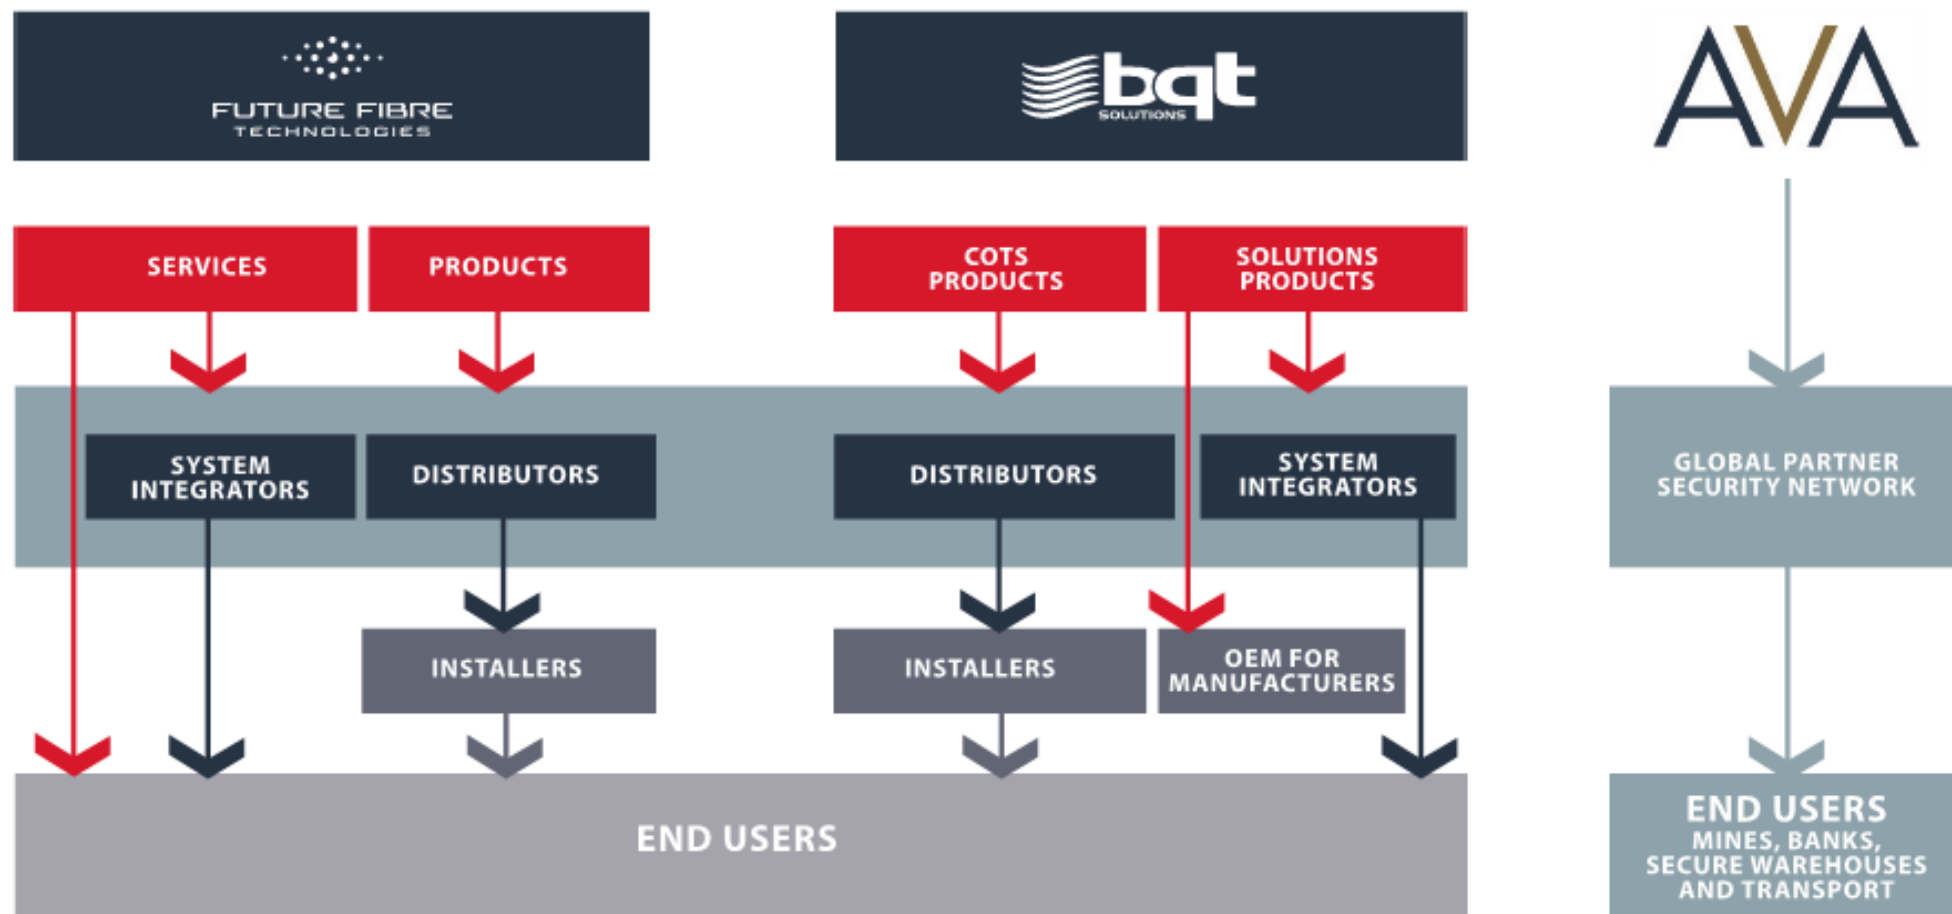 FUTURE FIBRE
TECHNOLOGIES
bqt
SOLUTIONS
AVA
SERVICES
PRODUCTS
COTS
PRODUCTS
SOLUTIONS
PRODUCTS
SYSTEM
INTEGRATORS
DISTRIBUTORS
DISTRIBUTORS
SYSTEM
INTEGRATORS
GLOBAL PARTNER
SECURITY NETWORK
INSTALLERS
INSTALLERS
OEM FOR
MANUFACTURERS
END USERS
END USERS
MINES, BANKS,
SECURE WAREHOUSES
AND TRANSPORT